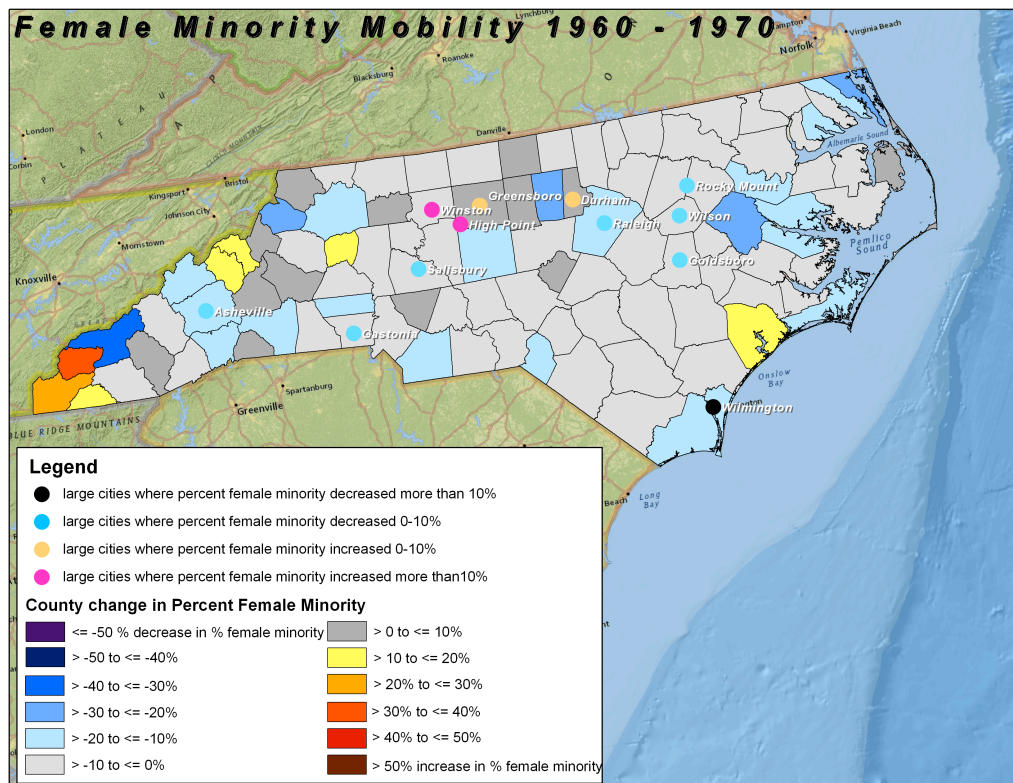 Female Minority Mobility 1960 - 1970
Lynchburg
Hampton
Virginia Beach
Norfolk
Roanoke
Blacksburg
London
Corbin
PLATEAU
Danville
Albemarle Sound
Kingsport
Bristol
Johnson City
Morristown
Knoxville
Rocky Mount
Greensboro
Durham
Winston
High Point
Raleigh
Wilson
Pemlico
Sound
Goldsboro
Salisbury
Asheville
Gastonia
Onslow
Bay
Spartanburg
Greenville
Wilmington
BLUE RIDGE MOUNTAINS
Long
Bay
Beach
Legend
large cities where percent female minority decreased more than 10%
large cities where percent female minority decreased 0-10%
large cities where percent female minority increased 0-10%
large cities where percent female minority increased more than10%
County change in Percent Female Minority
<= -50 % decrease in % female minority
> -50 to <= -40%
> -40 to <= -30%
> -30 to <= -20%
> -20 to <= -10%
> -10 to <= 0%
> 0 to <= 10%
> 10 to <= 20%
> 20% to <= 30%
> 30% to <= 40%
> 40% to <= 50%
> 50% increase in % female minority